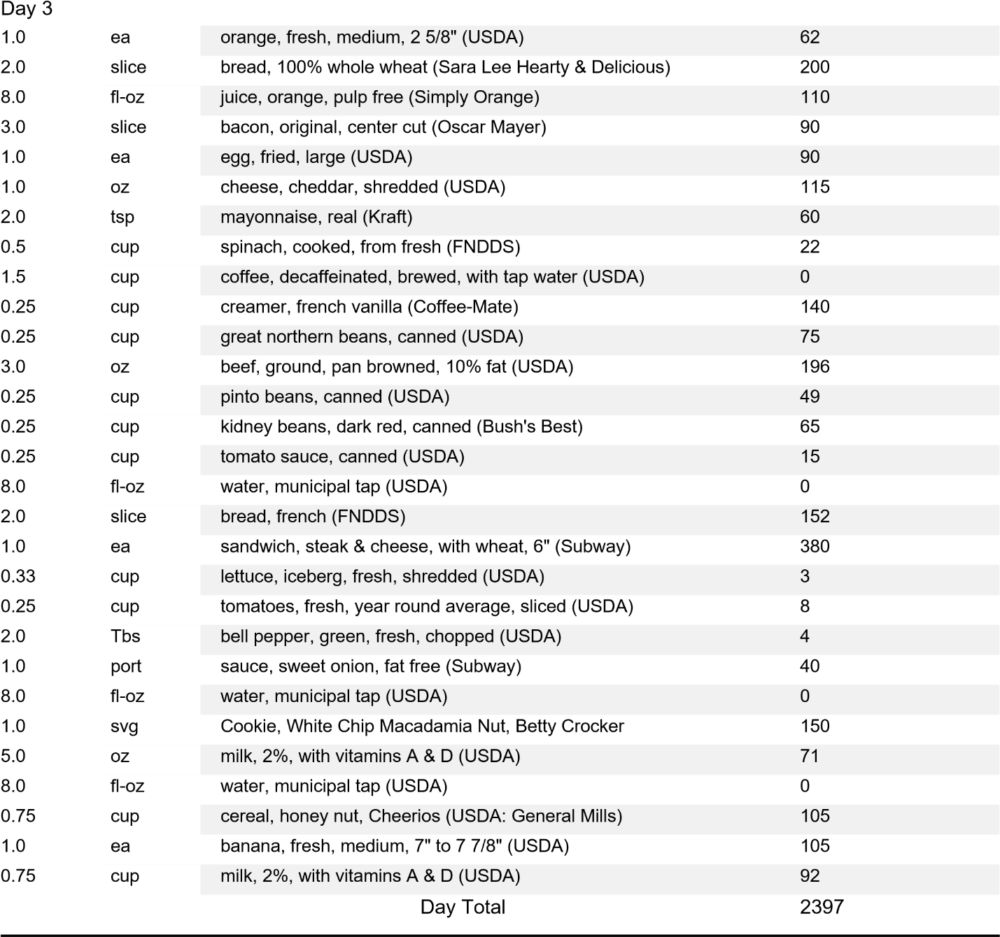 Day 3
1.0 ea orange, fresh, medium, 2 5/8" (USDA) 62
2.0 slice bread, 100% whole wheat (Sara Lee Hearty & Delicious) 200
8.0 fl-oz juice, orange, pulp free (Simply Orange) 110
3.0 slice bacon, original, center cut (Oscar Mayer) 90
1.0 ea egg, fried, large (USDA) 90
1.0 oz cheese, cheddar, shredded (USDA) 115
2.0 tsp mayonnaise, real (Kraft) 60
0.5 cup spinach, cooked, from fresh (FNDDS) 22
1.5 cup coffee, decaffeinated, brewed, with tap water (USDA) 0
0.25 cup creamer, french vanilla (Coffee-Mate) 140
0.25 cup great northern beans, canned (USDA) 75
3.0 oz beef, ground, pan browned, 10% fat (USDA) 196
0.25 cup pinto beans, canned (USDA) 49
0.25 cup kidney beans, dark red, canned (Bush's Best) 65
0.25 cup tomato sauce, canned (USDA) 15
8.0 fl-oz water, municipal tap (USDA) 0
2.0 slice bread, french (FNDDS) 152
1.0 ea sandwich, steak & cheese, with wheat, 6" (Subway) 380
0.33 cup lettuce, iceberg, fresh, shredded (USDA) 3
0.25 cup tomatoes, fresh, year round average, sliced (USDA) 8
2.0 Tbs bell pepper, green, fresh, chopped (USDA) 4
1.0 port sauce, sweet onion, fat free (Subway) 40
8.0 fl-oz water, municipal tap (USDA) 0
1.0 svg Cookie, White Chip Macadamia Nut, Betty Crocker 150
5.0 oz milk, 2%, with vitamins A & D (USDA) 71
8.0 fl-oz water, municipal tap (USDA) 0
0.75 cup cereal, honey nut, Cheerios (USDA: General Mills) 105
1.0 ea banana, fresh, medium, 7" to 7 7/8" (USDA) 105
0.75 cup milk, 2%, with vitamins A & D (USDA) 92
Day Total 2397